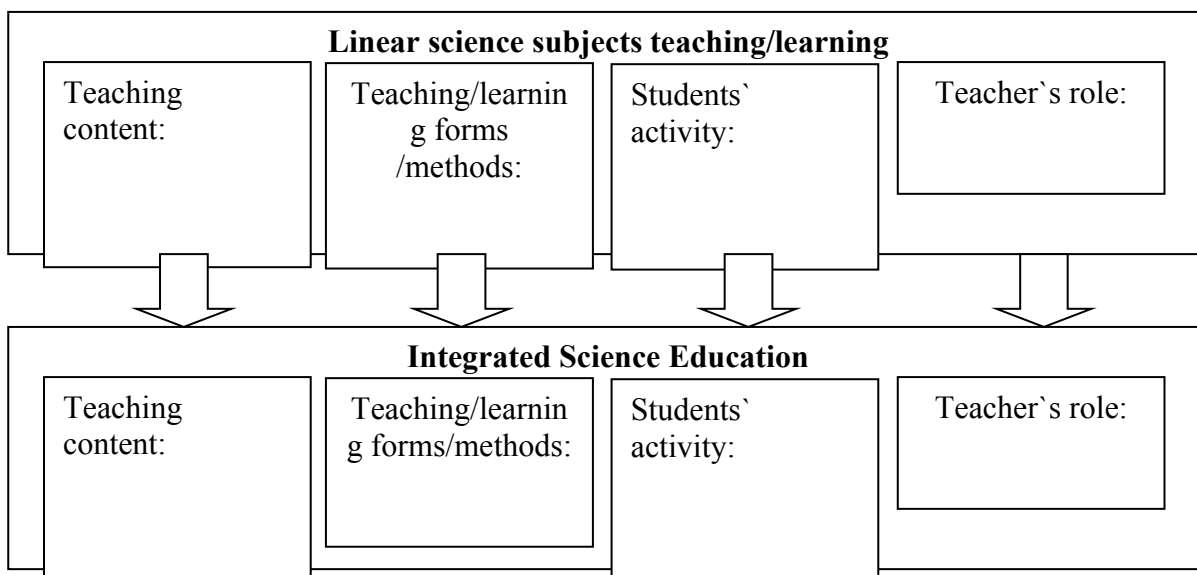 Linear science subjects teaching/learning
Teaching
content:
Teaching/learnin
g forms
/methods:
Students`
activity:
Teacher`s role:
Integrated Science Education
Teaching
content:
Teaching/learnin
g forms/methods:
Students`
activity:
Teacher`s role: